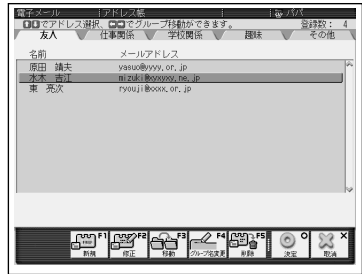 電子メール アドレス帳 パパ
でアドレス選択、でグループ移動ができます。 登録数: 4
友人 仕事関係 学校関係 趣味 その他
名前 メールアドレス
原田 靖夫 yasuo@yyy.or.jp
水木 吉江 mizuki@xyxyxy.ne.jp
東 亮次 ryouji@xxxx.or.jp
F1 F2 F3 F4 F5 ○ ×
新規 修正 移動 グループ名変更 削除 決定 取消